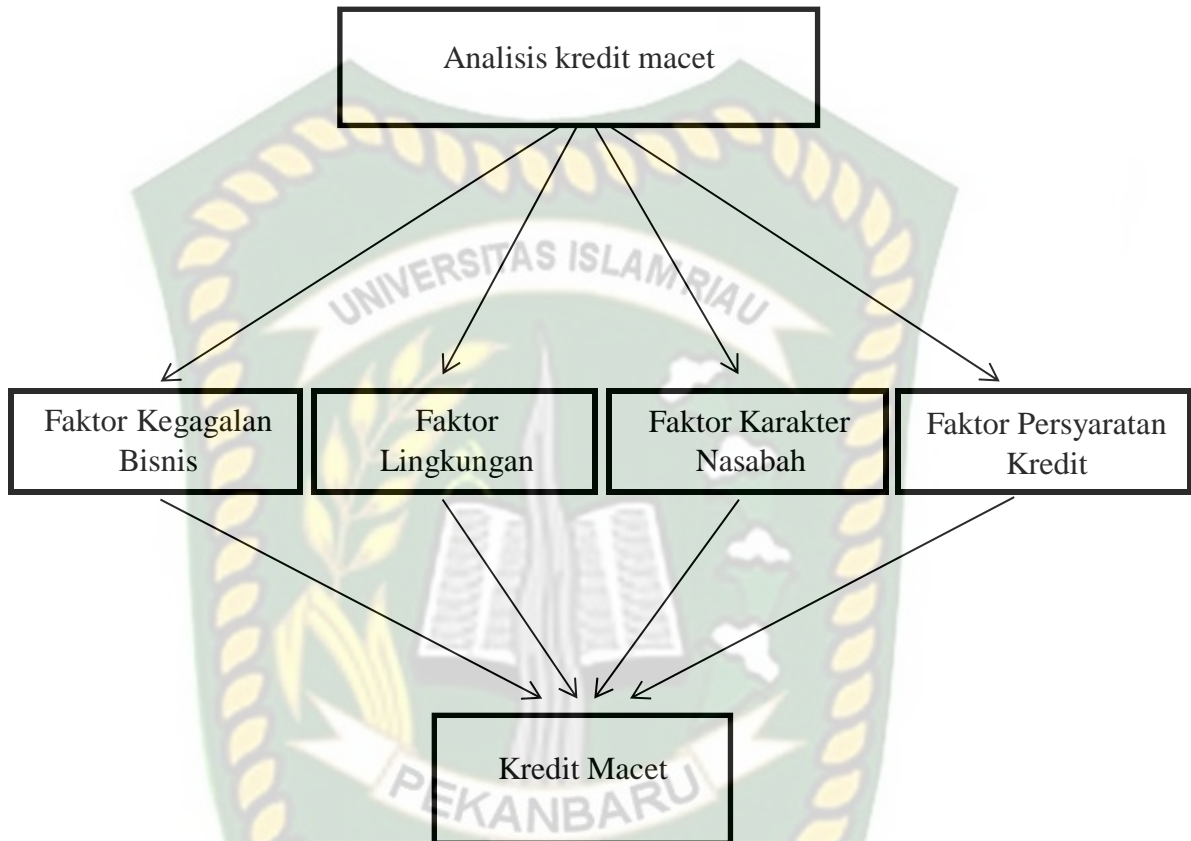 Analisis kredit macet
UNIVERSITAS ISLAM RIAU
Faktor Kegagalan
Bisnis
Faktor
Lingkungan
Faktor Karakter
Nasabah
Faktor Persyaratan
Kredit
Kredit Macet
PEKANBARU